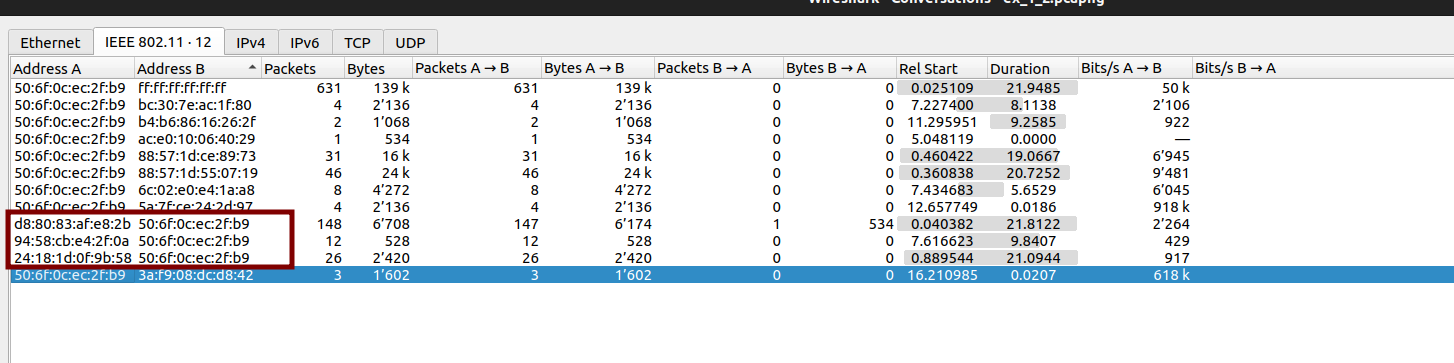 Wireshark · Conversations · ex_1_2.pcapng
Ethernet IEEE 802.11 · 12 IPv4 IPv6 TCP UDP
Address A Address B Packets Bytes Packets A → B Bytes A → B Packets B → A Bytes B → A Rel Start Duration Bits/s A → B Bits/s B → A
50:6f:0c:ec:2f:b9 ff:ff:ff:ff:ff:ff 631 139 k 631 139 k 0 0 0.025109 21.9485 50 k
50:6f:0c:ec:2f:b9 bc:30:7e:ac:1f:80 4 2'136 4 2'136 0 0 7.227400 8.1138 2'106
50:6f:0c:ec:2f:b9 b4:b6:86:16:26:2f 2 1'068 2 1'068 0 0 11.295951 9.2585 922
50:6f:0c:ec:2f:b9 ac:e0:10:06:40:29 1 534 1 534 0 0 5.048119 0.0000 —
50:6f:0c:ec:2f:b9 88:57:1d:ce:89:73 31 16 k 31 16 k 0 0 0.460422 19.0667 6'945
50:6f:0c:ec:2f:b9 88:57:1d:55:07:19 46 24 k 46 24 k 0 0 0.360838 20.7252 9'481
50:6f:0c:ec:2f:b9 6c:02:e0:e4:1a:a8 8 4'272 8 4'272 0 0 7.434683 5.6529 6'045
50:6f:0c:ec:2f:b9 5a:7f:ce:24:2d:97 4 2'136 4 2'136 0 0 12.657749 0.0186 918 k
d8:80:83:af:e8:2b 50:6f:0c:ec:2f:b9 148 6'708 147 6'174 1 534 0.040382 21.8122 2'264
94:58:cb:e4:2f:0a 50:6f:0c:ec:2f:b9 12 528 12 528 0 0 7.616623 9.8407 429
24:18:1d:0f:9b:58 50:6f:0c:ec:2f:b9 26 2'420 26 2'420 0 0 0.889544 21.0944 917
50:6f:0c:ec:2f:b9 3a:f9:08:dc:d8:42 3 1'602 3 1'602 0 0 16.210985 0.0207 618 k